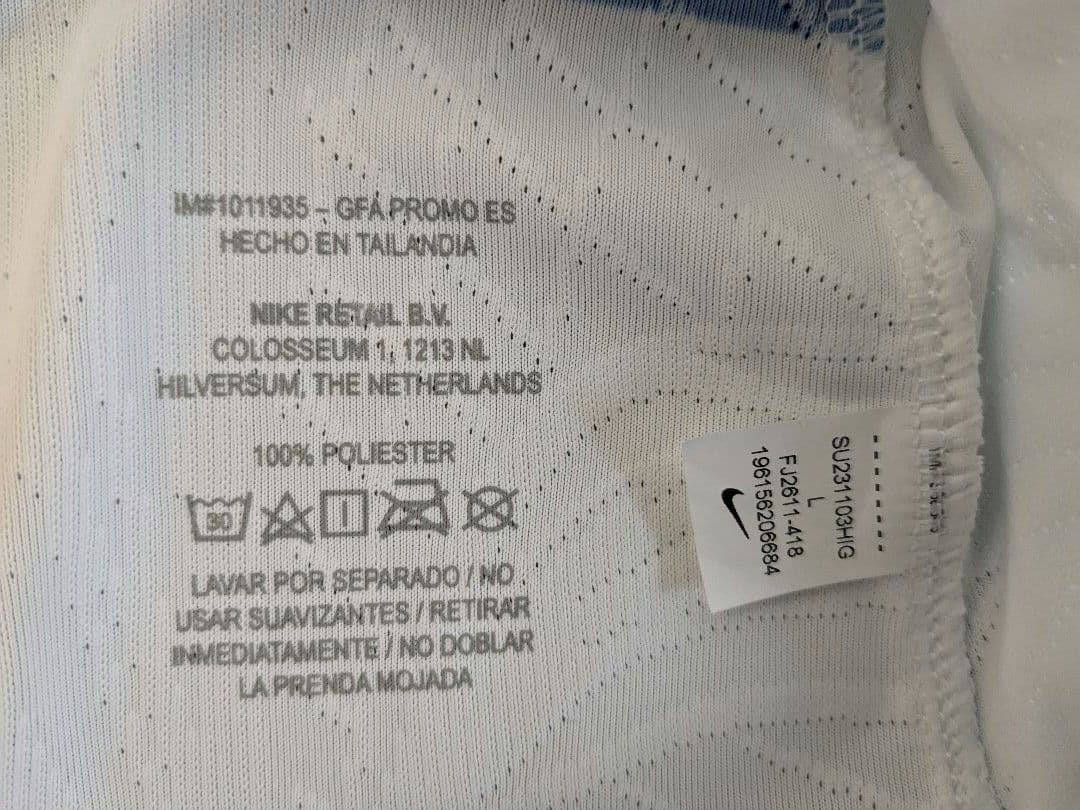 IM#1011935 - GFA PROMO ES
HECHO EN TAILANDIA
NIKE RETAIL B.V.
COLOSSEUM 1, 1213 NL
HILVERSUM, THE NETHERLANDS
100% POLIESTER
30
LAVAR POR SEPARADO / NO
USAR SUAVIZANTES / RETIRAR
INMEDIATAMENTE / NO DOBLAR
LA PRENDA MOJADA
SU231103HIG
L
FJ2611-418
196156206684